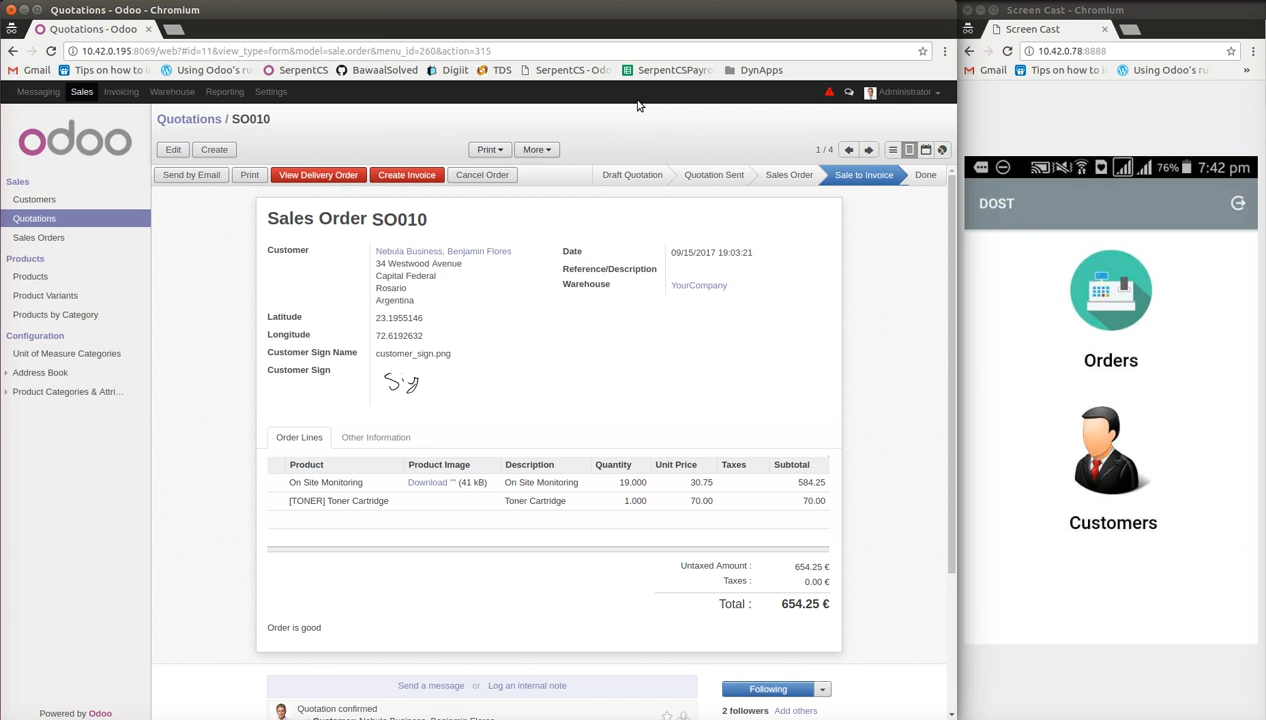 Quotations - Odoo - Chromium
Quotations - Odoo
10.42.0.195:8069/web?#id=11&view_type=form&model=sale.order&menu_id=260&action=315
Gmail Tips on how to i Using Odoo's ru SerpentCS BawaalSolved Digiit TDS SerpentCS - Odo SerpentCSPayro DynApps
Messaging Sales Invoicing Warehouse Reporting Settings Administrator
odoo
Sales
Customers
Quotations
Sales Orders
Products
Products
Product Variants
Products by Category
Configuration
Unit of Measure Categories
Address Book
Product Categories & Attri...
Powered by Odoo
Quotations / SO010
Edit Create Print More 1 / 4
Send by Email Print View Delivery Order Create Invoice Cancel Order Draft Quotation Quotation Sent Sales Order Sale to Invoice Done
Sales Order SO010
Customer Nebula Business, Benjamin Flores
34 Westwood Avenue
Capital Federal
Rosario
Argentina
Latitude 23.1955146
Longitude 72.6192632
Customer Sign Name customer_sign.png
Customer Sign Sig
Date 09/15/2017 19:03:21
Reference/Description
Warehouse YourCompany
Order Lines Other Information
Product Product Image Description Quantity Unit Price Taxes Subtotal
On Site Monitoring Download "" (41 kB) On Site Monitoring 19.000 30.75 584.25
[TONER] Toner Cartridge Toner Cartridge 1.000 70.00 70.00
Untaxed Amount : 654.25 €
Taxes : 0.00 €
Total : 654.25 €
Order is good
Send a message or Log an internal note
Following
2 followers Add others
Quotation confirmed
Customer: Nebula Business, Benjamin Flores
Screen Cast - Chromium
Screen Cast
10.42.0.78:8888
Gmail Tips on how to i Using Odoo's ru »
76% 7:42 pm
DOST
Orders
Customers